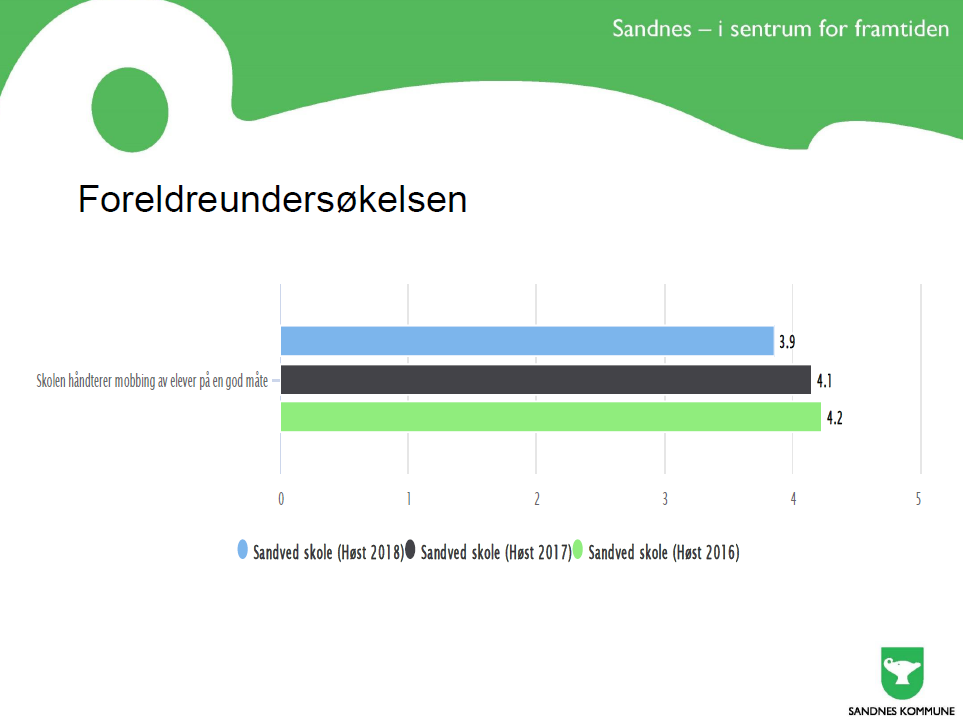 Sandnes – i sentrum for framtiden
Foreldreundersøkelsen
3.9
Skolen håndterer mobbing av elever på en god måte
4.1
4.2
0 1 2 3 4 5
Sandved skole (Høst 2018) Sandved skole (Høst 2017) Sandved skole (Høst 2016)
SANDNES KOMMUNE